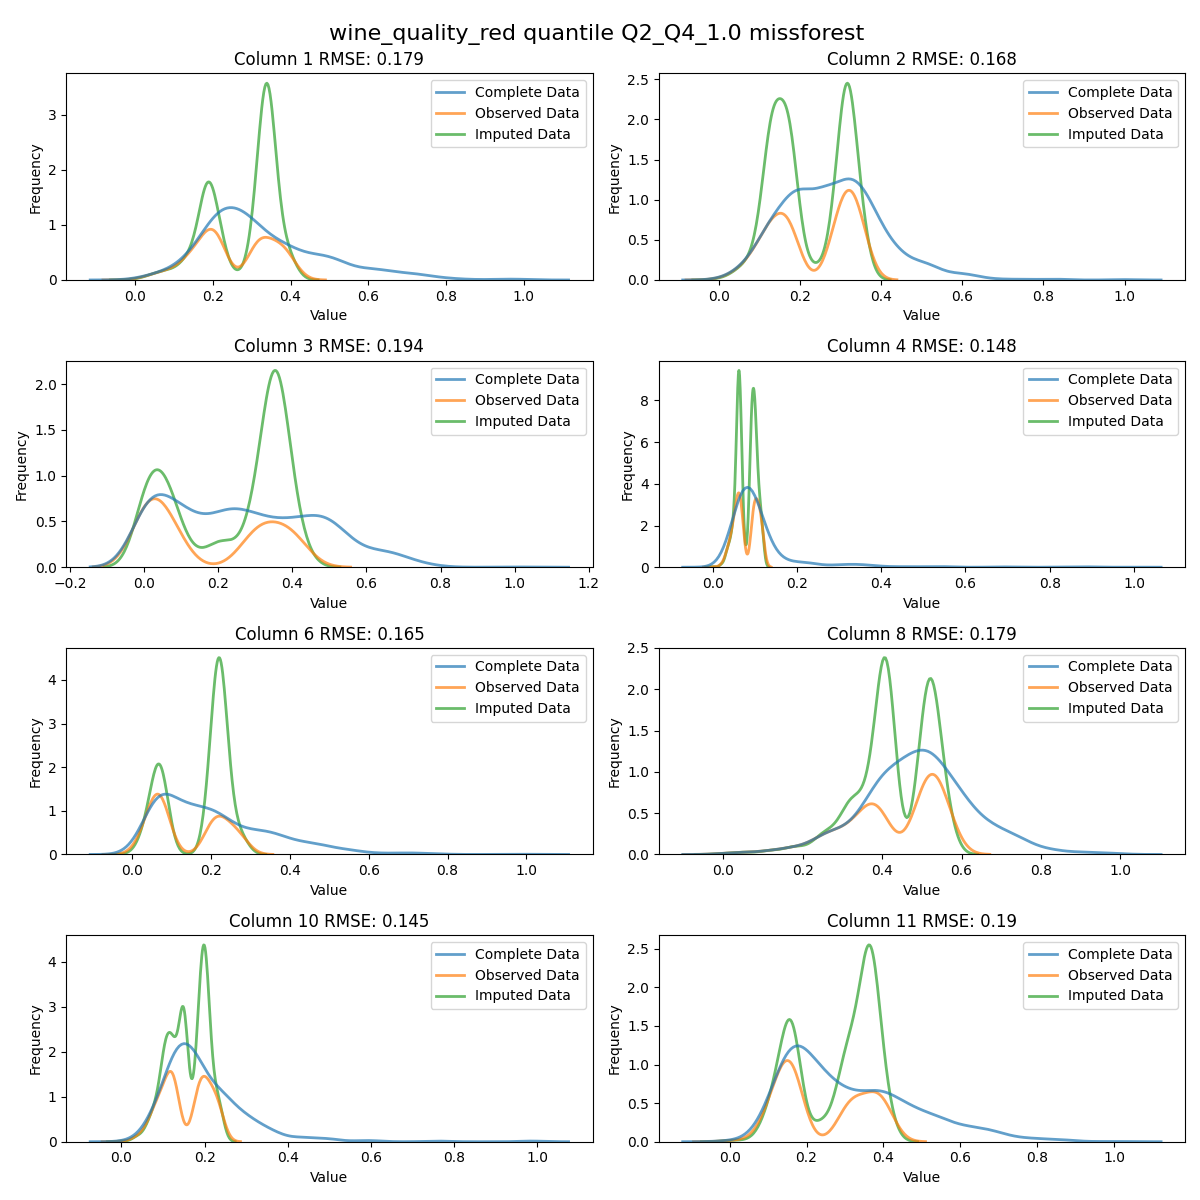 wine_quality_red quantile Q2_Q4_1.0 missforest
Column 1 RMSE: 0.179
Complete Data
Observed Data
Imputed Data
Frequency
3
2
1
0
0.0 0.2 0.4 0.6 0.8 1.0
Value
Column 2 RMSE: 0.168
Complete Data
Observed Data
Imputed Data
Frequency
2.5
2.0
1.5
1.0
0.5
0.0
0.0 0.2 0.4 0.6 0.8 1.0
Value
Column 3 RMSE: 0.194
Complete Data
Observed Data
Imputed Data
Frequency
2.0
1.5
1.0
0.5
0.0
−0.2 0.0 0.2 0.4 0.6 0.8 1.0 1.2
Value
Column 4 RMSE: 0.148
Complete Data
Observed Data
Imputed Data
Frequency
8
6
4
2
0
0.0 0.2 0.4 0.6 0.8 1.0
Value
Column 6 RMSE: 0.165
Complete Data
Observed Data
Imputed Data
Frequency
4
3
2
1
0
0.0 0.2 0.4 0.6 0.8 1.0
Value
Column 8 RMSE: 0.179
Complete Data
Observed Data
Imputed Data
Frequency
2.5
2.0
1.5
1.0
0.5
0.0
0.0 0.2 0.4 0.6 0.8 1.0
Value
Column 10 RMSE: 0.145
Complete Data
Observed Data
Imputed Data
Frequency
4
3
2
1
0
0.0 0.2 0.4 0.6 0.8 1.0
Value
Column 11 RMSE: 0.19
Complete Data
Observed Data
Imputed Data
Frequency
2.5
2.0
1.5
1.0
0.5
0.0
0.0 0.2 0.4 0.6 0.8 1.0
Value